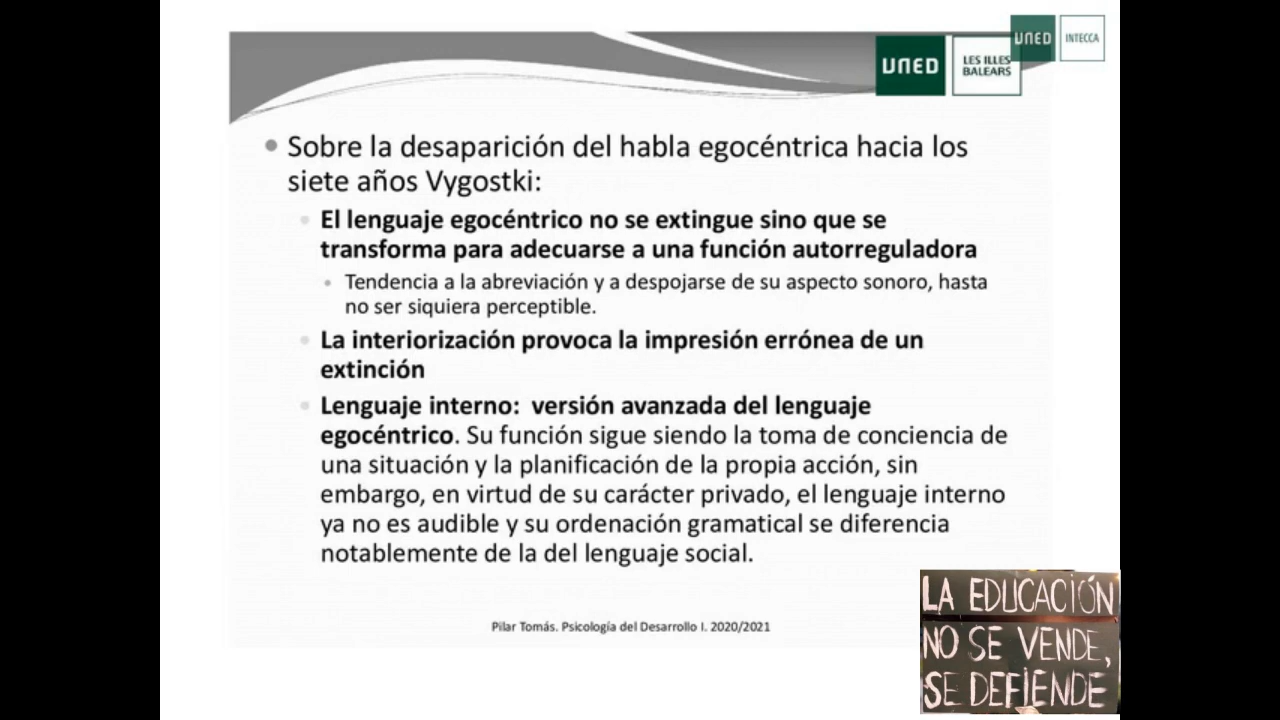 UNED
INTECCA
UNED
LES ILLES
BALEARS
• Sobre la desaparición del habla egocéntrica hacia los
siete años Vygostki:
• El lenguaje egocéntrico no se extingue sino que se
transforma para adecuarse a una función autorreguladora
• Tendencia a la abreviación y a despojarse de su aspecto sonoro, hasta
no ser siquiera perceptible.
• La interiorización provoca la impresión errónea de un
extinción
• Lenguaje interno: versión avanzada del lenguaje
egocéntrico. Su función sigue siendo la toma de conciencia de
una situación y la planificación de la propia acción, sin
embargo, en virtud de su carácter privado, el lenguaje interno
ya no es audible y su ordenación gramatical se diferencia
notablemente de la del lenguaje social.
Pilar Tomás. Psicología del Desarrollo I. 2020/2021
LA EDUCACIÓN
NO SE VENDE,
SE DEFIENDE